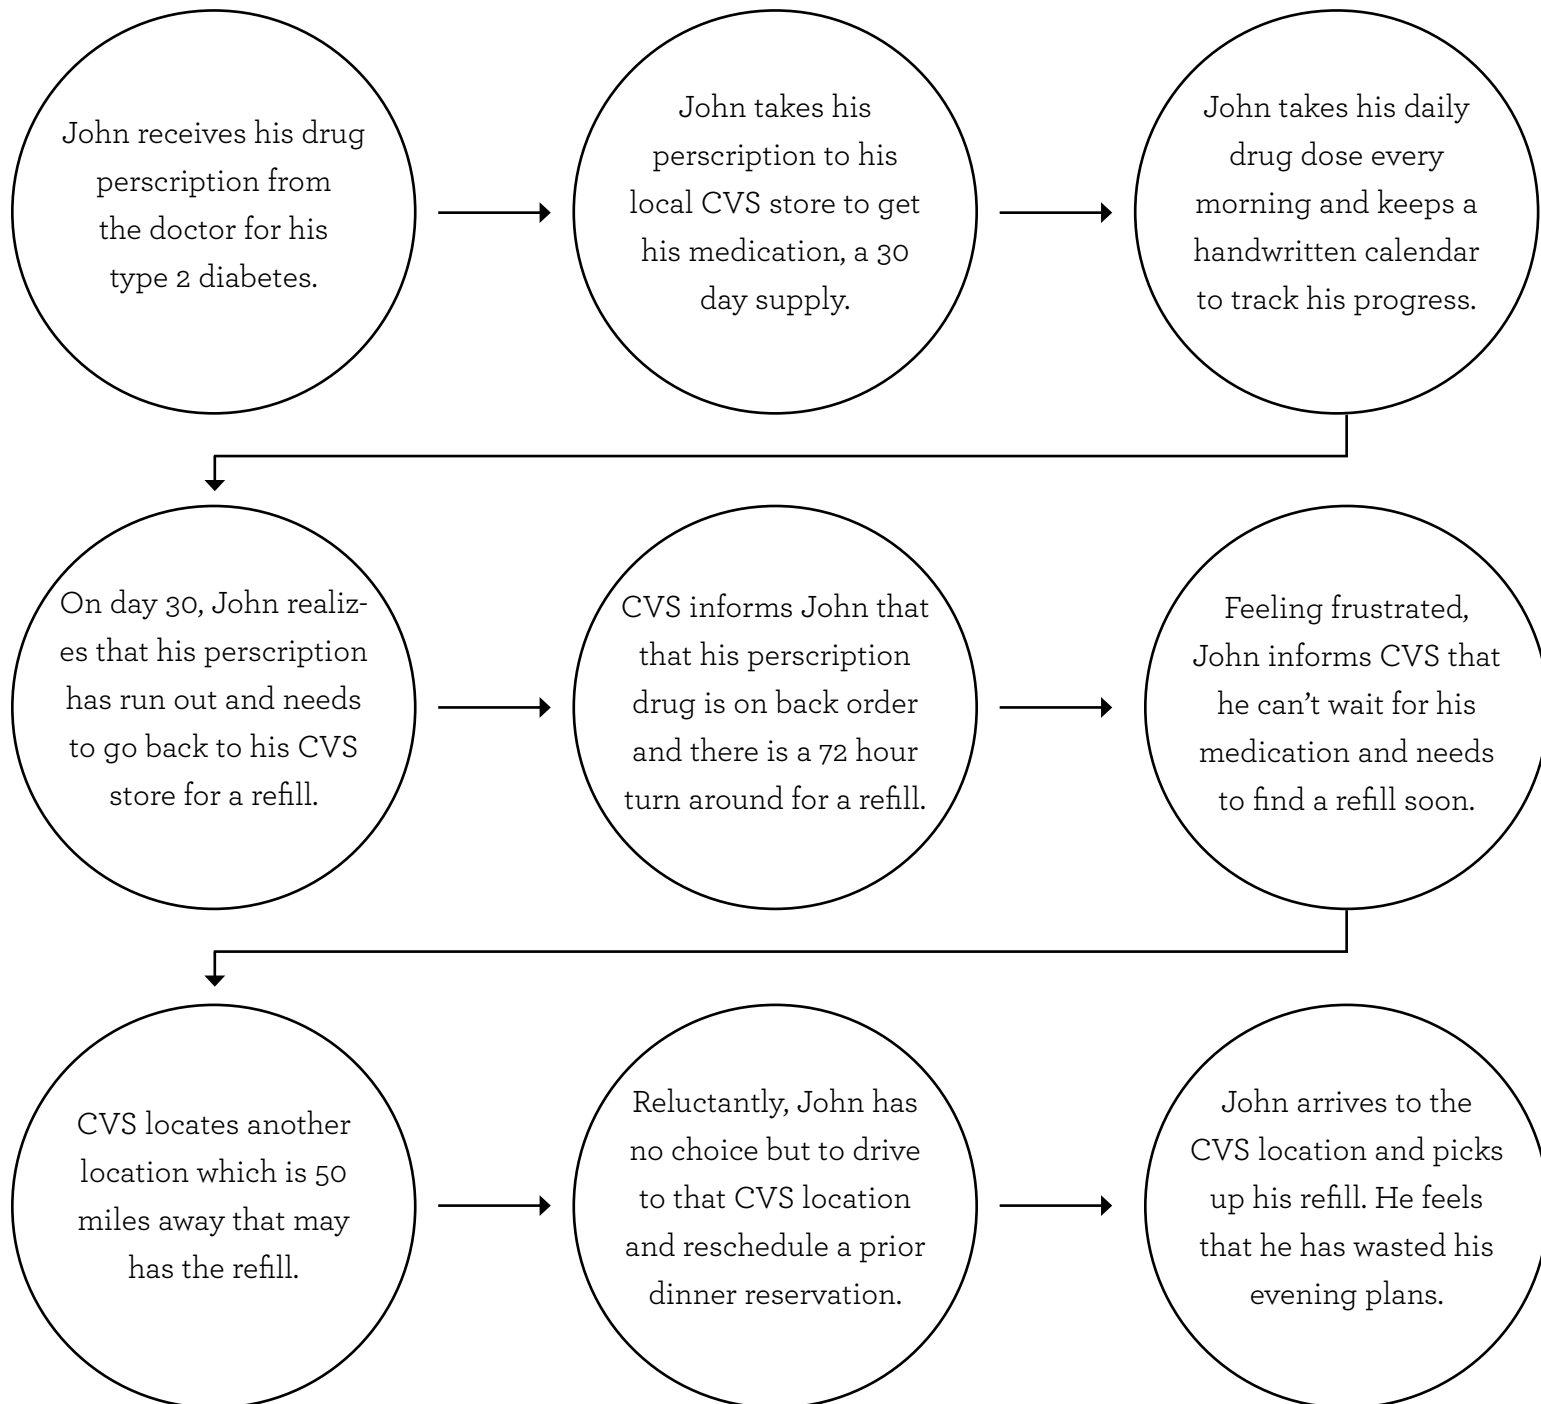 John receives his drug
perscription from
the doctor for his
type 2 diabetes.
John takes his
perscription to his
local CVS store to get
his medication, a 30
day supply.
John takes his daily
drug dose every
morning and keeps a
handwritten calendar
to track his progress.
On day 30, John realiz-
es that his perscription
has run out and needs
to go back to his CVS
store for a refill.
CVS informs John that
that his perscription
drug is on back order
and there is a 72 hour
turn around for a refill.
Feeling frustrated,
John informs CVS that
he can't wait for his
medication and needs
to find a refill soon.
CVS locates another
location which is 50
miles away that may
has the refill.
Reluctantly, John has
no choice but to drive
to that CVS location
and reschedule a prior
dinner reservation.
John arrives to the
CVS location and picks
up his refill. He feels
that he has wasted his
evening plans.